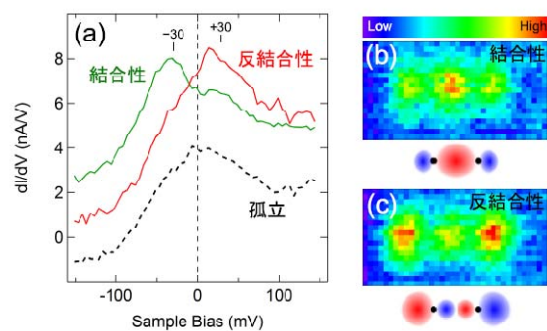 (a)
−30
+30
結合性
反結合性
孤立
8
6
4
2
0
dI/dV (nA/V)
-100
0
100
Sample Bias (mV)
Low
High
(b)
結合性
(c)
反結合性